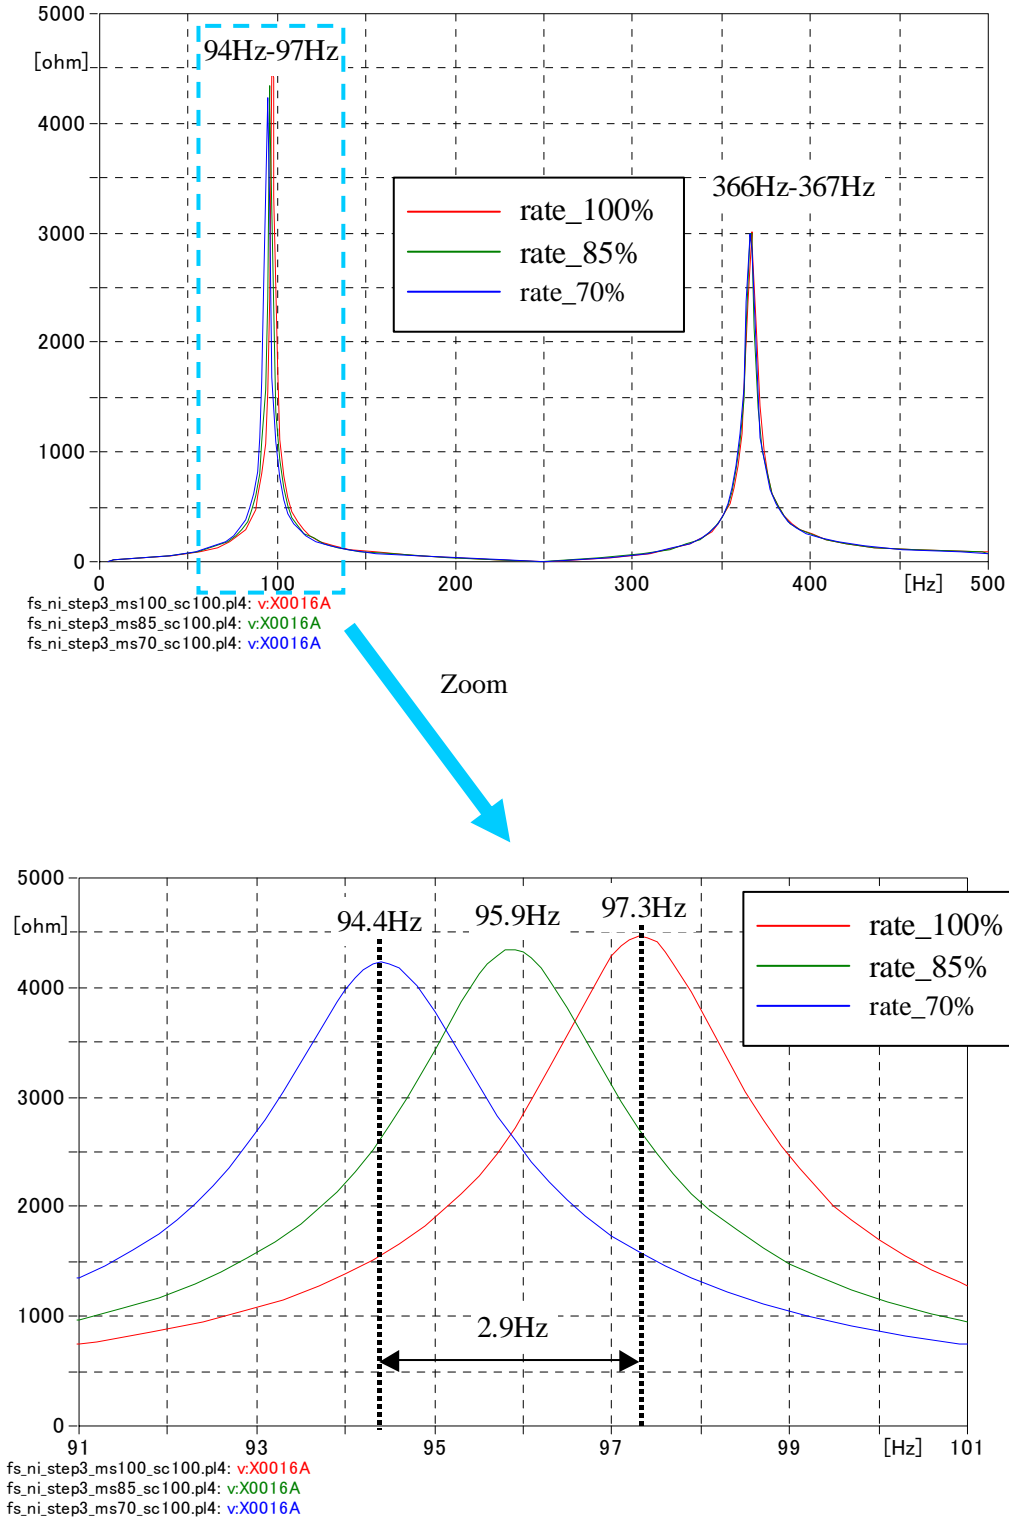 5000
[ohm]
94Hz-97Hz
4000
366Hz-367Hz
rate_100%
rate_85%
rate_70%
3000
2000
1000
0
0 100 200 300 400 [Hz] 500
fs_ni_step3_ms100_sc100.pl4: v:X0016A
fs_ni_step3_ms85_sc100.pl4: v:X0016A
fs_ni_step3_ms70_sc100.pl4: v:X0016A
Zoom
5000
[ohm]
94.4Hz 95.9Hz 97.3Hz
rate_100%
rate_85%
rate_70%
4000
3000
2000
1000
2.9Hz
0
91 93 95 97 99 [Hz] 101
fs_ni_step3_ms100_sc100.pl4: v:X0016A
fs_ni_step3_ms85_sc100.pl4: v:X0016A
fs_ni_step3_ms70_sc100.pl4: v:X0016A